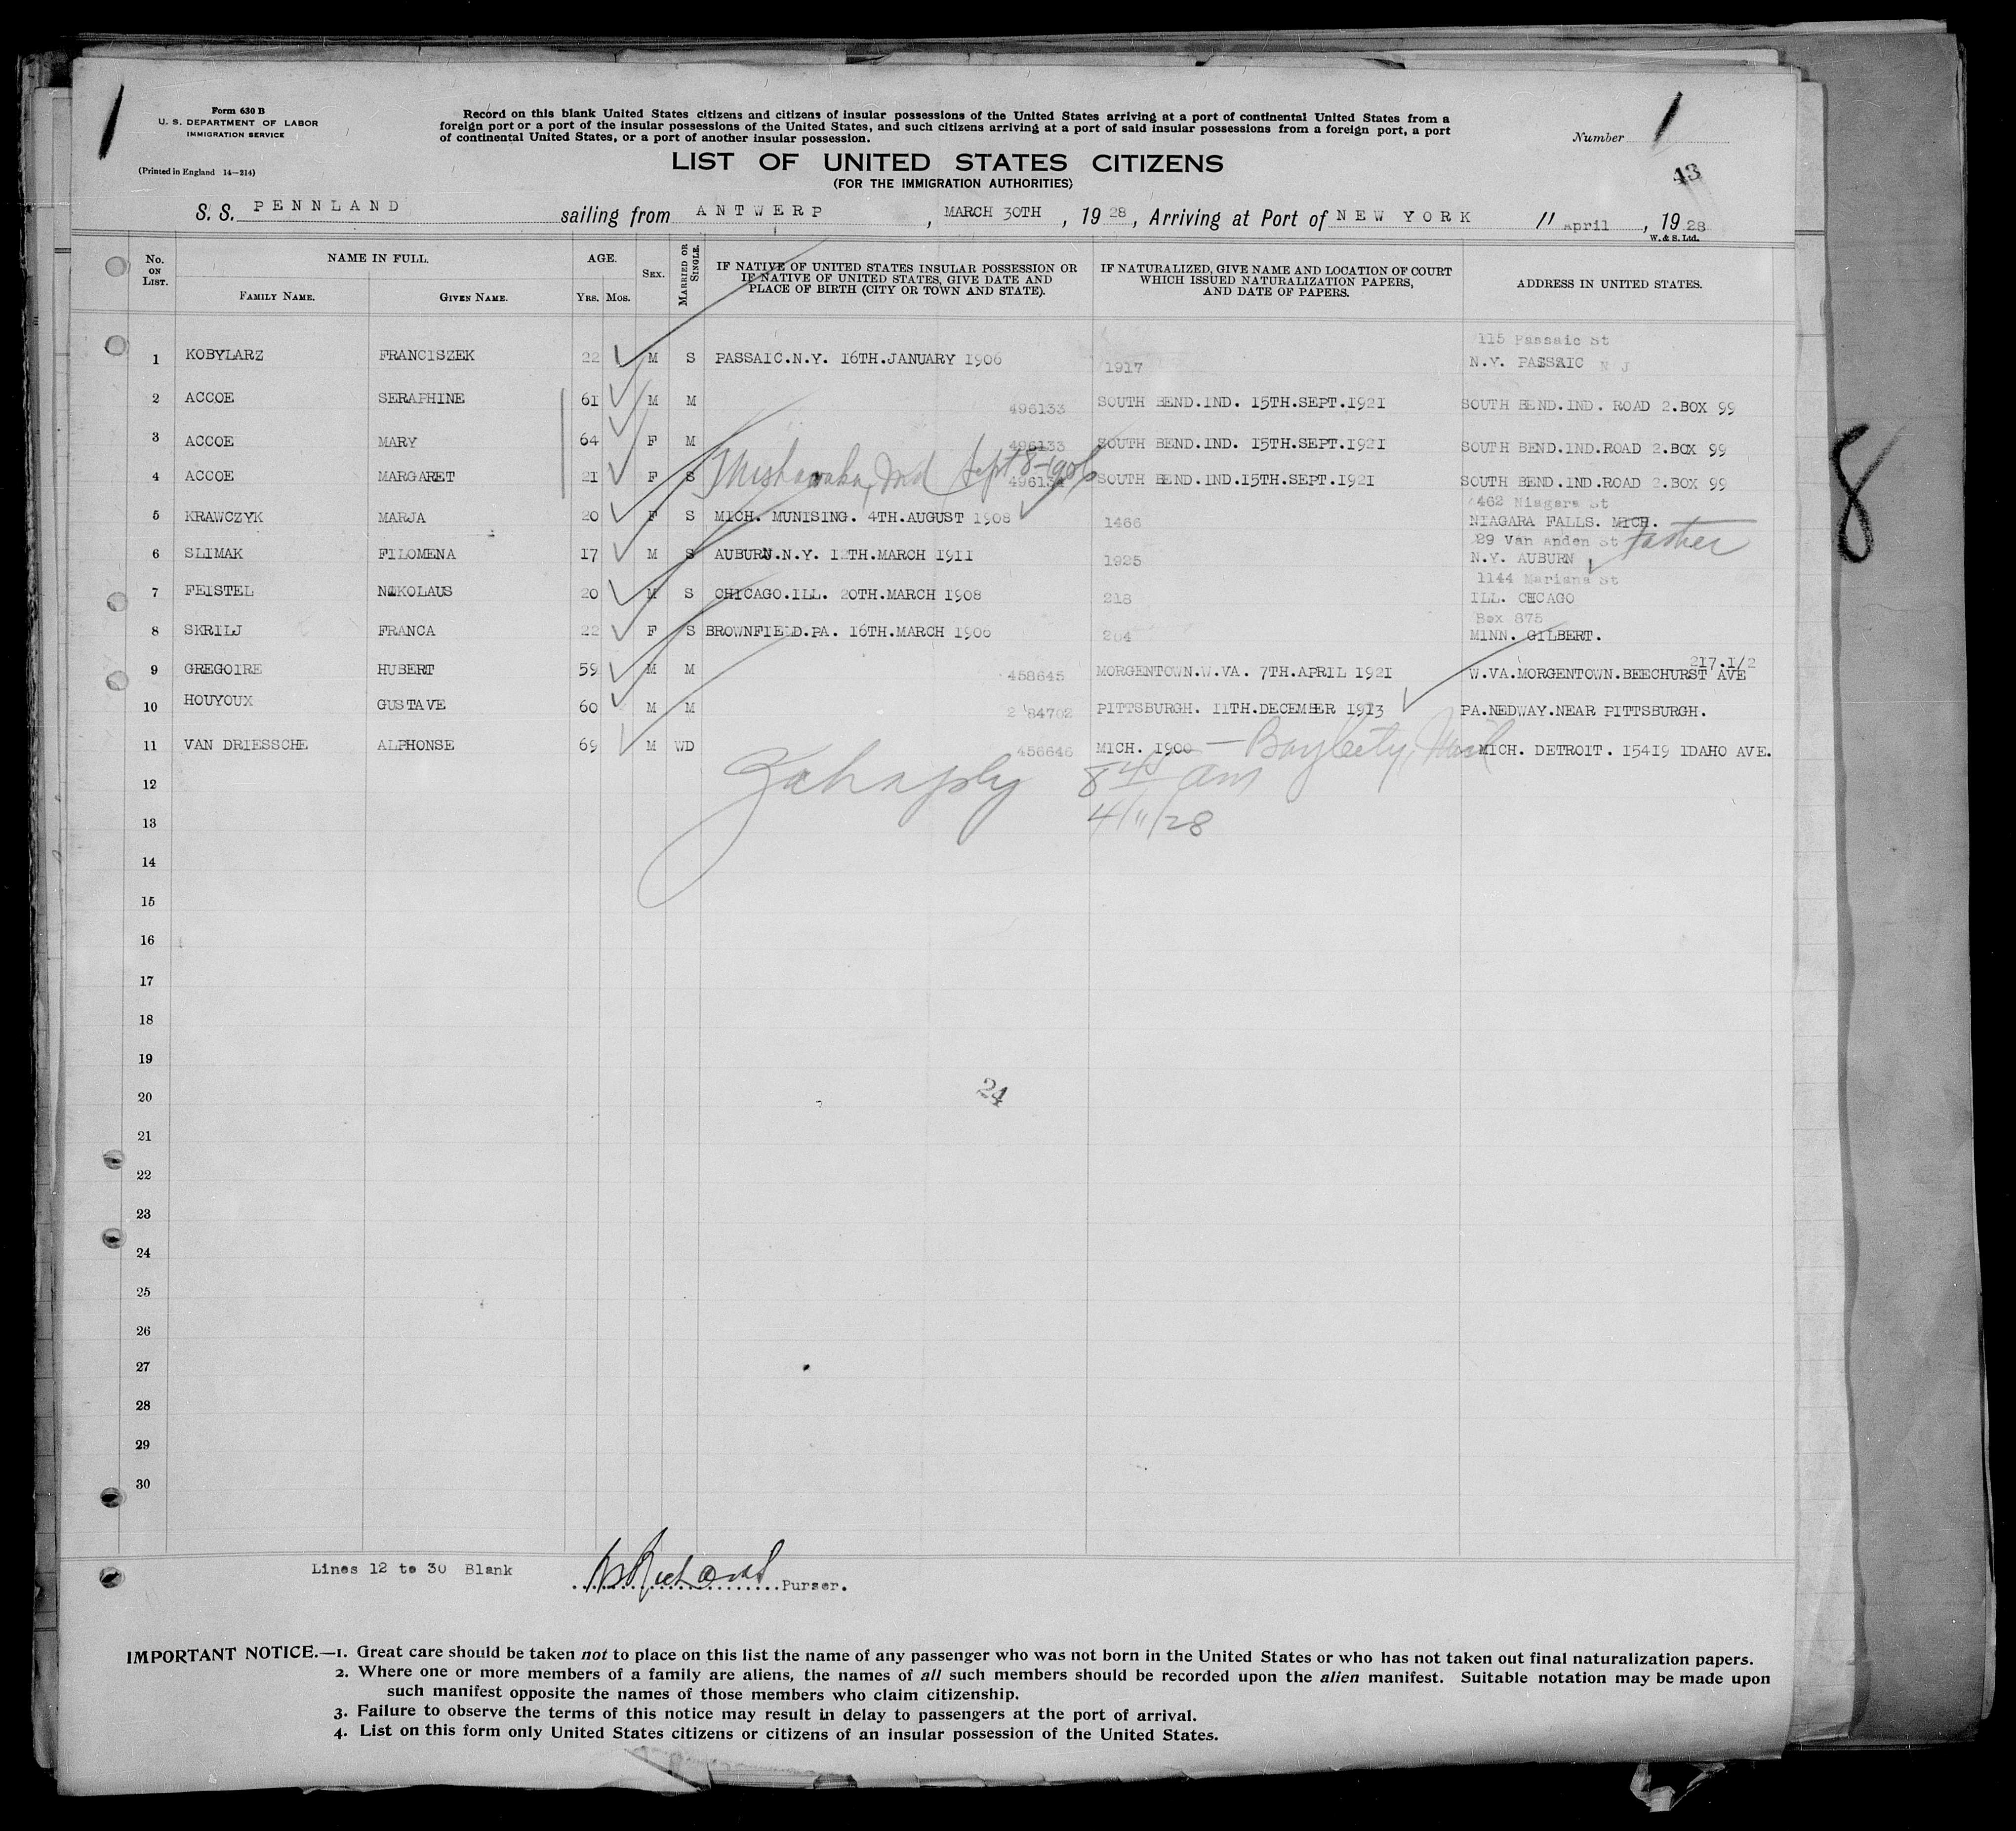 Form 630 B
U. S. DEPARTMENT OF LABOR
IMMIGRATION SERVICE
(Printed in England 14—214)
Record on this blank United States citizens and citizens of insular possessions of the United States arriving at a port of continental United States from a
foreign port or a port of the insular possessions of the United States, and such citizens arriving at a port of said insular possessions from a foreign port, a port
of continental United States, or a port of another insular possession.
Number 1
LIST OF UNITED STATES CITIZENS
(FOR THE IMMIGRATION AUTHORITIES)
43
S. S. PENNLAND sailing from ANTWERP, MARCH 30TH, 1928, Arriving at Port of NEW YORK 11 april, 1928
W. & S. Ltd.
No. ON LIST. NAME IN FULL. FAMILY NAME. GIVEN NAME. AGE. YRS. MOS. SEX. MARRIED OR SINGLE. IF NATIVE OF UNITED STATES INSULAR POSSESSION OR IF NATIVE OF UNITED STATES, GIVE DATE AND PLACE OF BIRTH (CITY OR TOWN AND STATE). IF NATURALIZED, GIVE NAME AND LOCATION OF COURT WHICH ISSUED NATURALIZATION PAPERS, AND DATE OF PAPERS. ADDRESS IN UNITED STATES.
115 Passaic St
1 KOBYLARZ FRANCISZEK 22 M S PASSAIC.N.Y. 16TH.JANUARY 1906 1917 N.Y. PASSAIC N J
2 ACCOE SERAPHINE 61 M M 496133 SOUTH BEND.IND. 15TH.SEPT.1921 SOUTH BEND.IND. ROAD 2.BOX 99
3 ACCOE MARY 64 F M 496133 SOUTH BEND.IND. 15TH.SEPT.1921 SOUTH BEND.IND.ROAD 2.BOX 99
4 ACCOE MARGARET 21 F S Mishawaka, Ind Sept 8-1906 SOUTH BEND.IND.15TH.SEPT.1921 SOUTH BEND.IND.ROAD 2.BOX 99
462 Niagara St
5 KRAWCZYK MARJA 20 F S MICH. MUNISING. 4TH.AUGUST 1908 1466 NIAGARA FALLS. MICH.
29 Van Anden St Father
6 SLIMAK FILOMENA 17 M S AUBURN.N.Y. 12TH.MARCH 1911 1925 N.Y. AUBURN
1144 Mariana St
7 FEISTEL NIKOLAUS 20 M S CHICAGO.ILL. 20TH.MARCH 1908 218 ILL. CHCAGO
Box 875
8 SKRILJ FRANCA 22 F S BROWNFIELD.PA. 16TH.MARCH 1906 264 MINN. GILBERT.
217.1/2
9 GREGOIRE HUBERT 59 M M 458645 MORGENTOWN.W.VA. 7TH.APRIL 1921 W.VA.MORGENTOWN.BEECHURST AVE
10 HOUYOUX GUSTAVE 60 M M 2 84702 PITTSBURGH. 11TH.DECEMBER 1913 PA.NEDWAY.NEAR PITTSBURGH.
11 VAN DRIESSCHE ALPHONSE 69 M WD 456646 MICH. 1900 — Bay City, Mich MICH. DETROIT. 15419 IDAHO AVE.
12 8 45 am
13 4/11/28
14
15
16
17
18
19
20 24
21
22
23
24
25
26
27
28
29
30
Lines 12 to 30 Blank Purser.
IMPORTANT NOTICE.—1. Great care should be taken not to place on this list the name of any passenger who was not born in the United States or who has not taken out final naturalization papers.
2. Where one or more members of a family are aliens, the names of all such members should be recorded upon the alien manifest. Suitable notation may be made upon
such manifest opposite the names of those members who claim citizenship.
3. Failure to observe the terms of this notice may result in delay to passengers at the port of arrival.
4. List on this form only United States citizens or citizens of an insular possession of the United States.
8